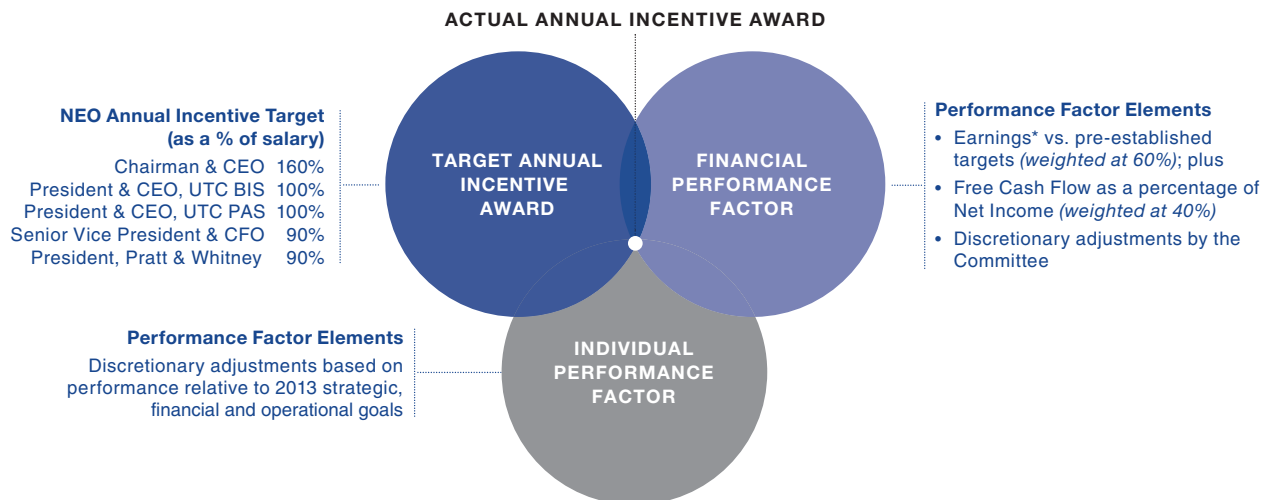 ACTUAL ANNUAL INCENTIVE AWARD
NEO Annual Incentive Target
(as a % of salary)
Chairman & CEO 160%
President & CEO, UTC BIS 100%
President & CEO, UTC PAS 100%
Senior Vice President & CFO 90%
President, Pratt & Whitney 90%
TARGET ANNUAL
INCENTIVE
AWARD
FINANCIAL
PERFORMANCE
FACTOR
Performance Factor Elements
• Earnings* vs. pre-established
targets (weighted at 60%); plus
• Free Cash Flow as a percentage of
Net Income (weighted at 40%)
• Discretionary adjustments by the
Committee
Performance Factor Elements
Discretionary adjustments based on
performance relative to 2013 strategic,
financial and operational goals
INDIVIDUAL
PERFORMANCE
FACTOR